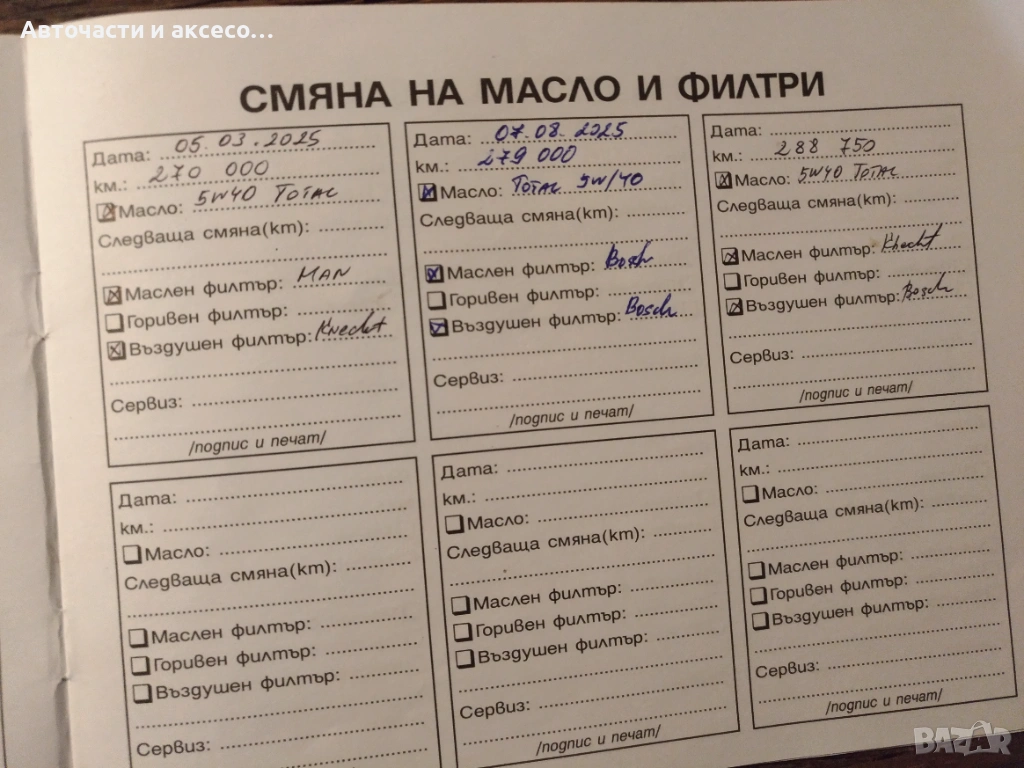 Авточасти и аксесо...
СМЯНА НА МАСЛО И ФИЛТРИ
Дата: 05.03.2025
км.: 270 000
Масло: 5W40 TOTAL
Следваща смяна(km):
Маслен филтър: MAN
Горивен филтър:
Въздушен филтър: Knecht
Сервиз:
/подпис и печат/
Дата: 07.08.2025
км.: 279 000
Масло: TOTAL 5W/40
Следваща смяна(km):
Маслен филтър: Bosch
Горивен филтър:
Въздушен филтър: Bosch
Сервиз:
/подпис и печат/
Дата:
км.: 288 750
Масло: 5W40 TOTAL
Следваща смяна(km):
Маслен филтър: Knecht
Горивен филтър:
Въздушен филтър: Bosch
Сервиз:
/подпис и печат/
Дата:
км.:
Масло:
Следваща смяна(km):
Маслен филтър:
Горивен филтър:
Въздушен филтър:
Сервиз:
Дата:
км.:
Масло:
Следваща смяна(km):
Маслен филтър:
Горивен филтър:
Въздушен филтър:
Сервиз:
/подпис и печат/
Дата:
км.:
Масло:
Следваща смяна(km):
Маслен филтър:
Горивен филтър:
Въздушен филтър:
Сервиз:
/подпис и печат/
BAZAR